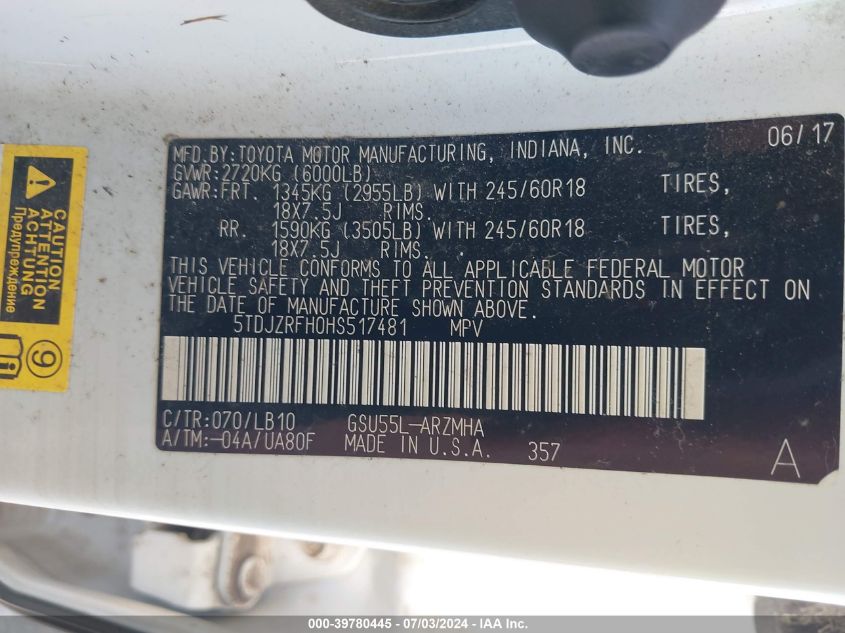 MFD.BY:TOYOTA MOTOR MANUFACTURING, INDIANA, INC. 06/17
GVWR:2720KG (6000LB)
GAWR:FRT. 1345KG (2955LB) WITH 245/60R18 TIRES,
18X7.5J RIMS.
RR. 1590KG (3505LB) WITH 245/60R18 TIRES,
18X7.5J RIMS.
THIS VEHICLE CONFORMS TO ALL APPLICABLE FEDERAL MOTOR
VEHICLE SAFETY AND THEFT PREVENTION STANDARDS IN EFFECT ON
THE DATE OF MANUFACTURE SHOWN ABOVE.
5TDJZRFH0HS517481 MPV
C/TR:070/LB10 GSU55L-ARZMHA
A/TM:-04A/UA80F MADE IN U.S.A. 357
A
CAUTION
ATTENTION
ACHTUNG
Предупреждение
9
000-39780445 - 07/03/2024 - IAA Inc.